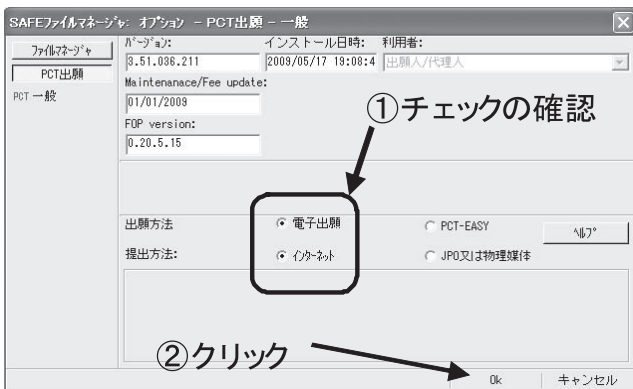 SAFEファイルマネージャ: オプション - PCT出願 - 一般
ファイルマネージャ
PCT出願
PCT 一般
バージョン: インストール日時: 利用者:
3.51.036.211 2009/05/17 19:08:4 出願人/代理人
Maintenanace/Fee update:
01/01/2009
FOP version:
0.20.5.15
①チェックの確認
出願方法 電子出願 PCT-EASY ヘルプ
提出方法: インターネット JPO又は物理媒体
②クリック
Ok キャンセル